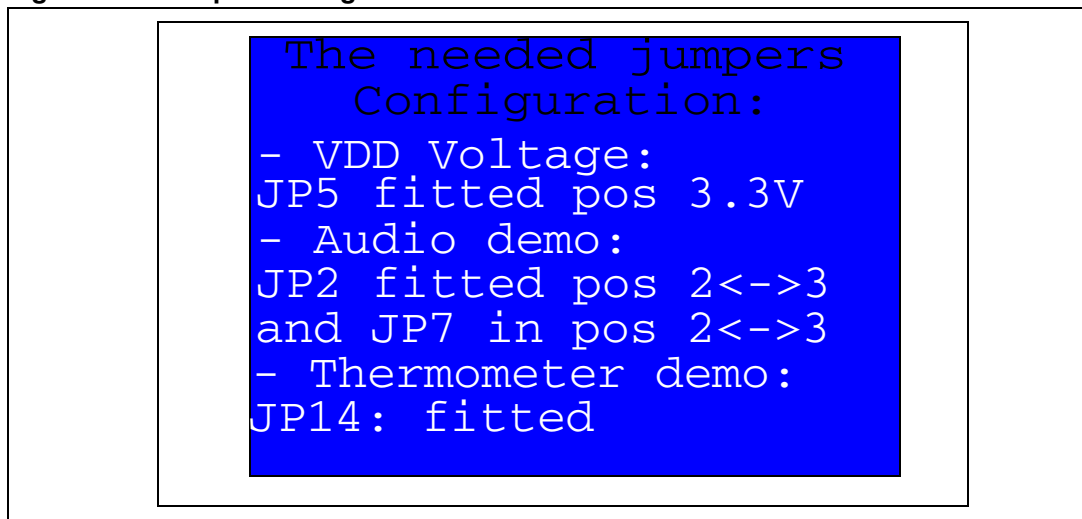 The needed jumpers
Configuration:
- VDD Voltage:
JP5 fitted pos 3.3V
- Audio demo:
JP2 fitted pos 2<->3
and JP7 in pos 2<->3
- Thermometer demo:
JP14: fitted